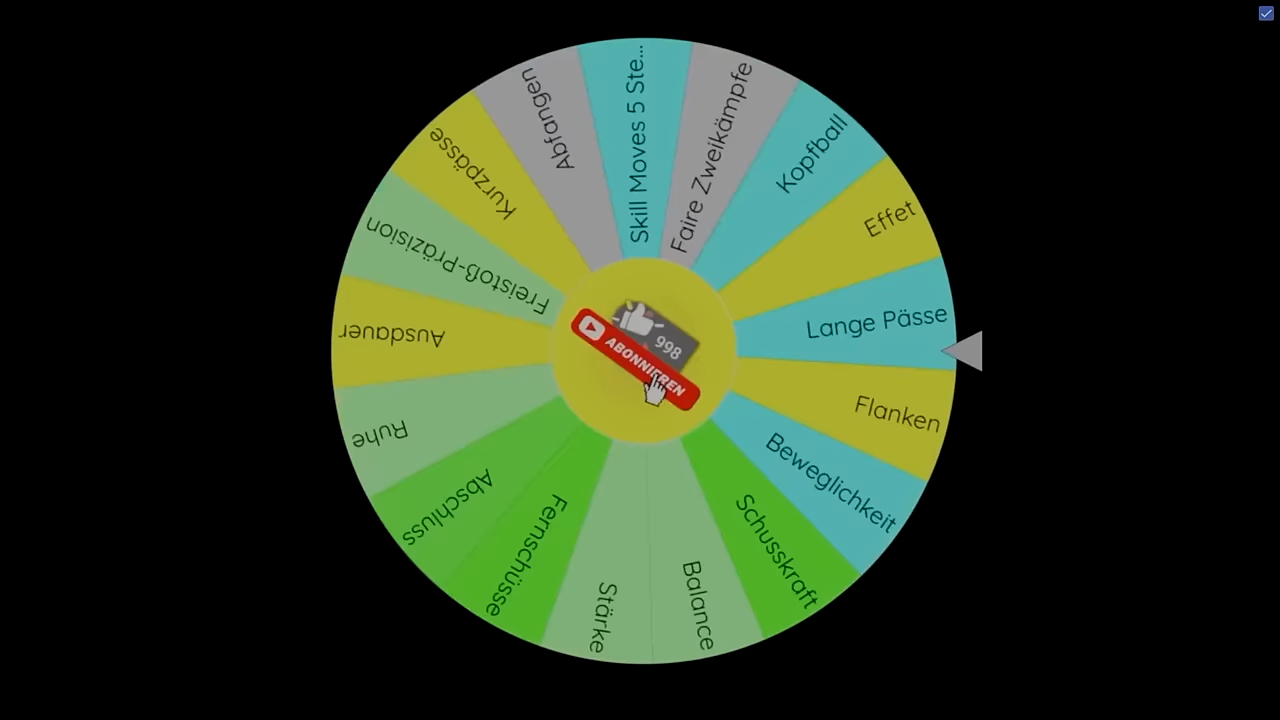 Skill Moves 5 Ste...
Faire Zweikämpfe
Kopfball
Effet
Lange Pässe
Flanken
Beweglichkeit
Schusskraft
Balance
Stärke
Fernschüsse
Abschluss
Ruhe
Ausdauer
Freistoß-Präzision
Kurzpässe
Abfangen
998
ABONNIEREN